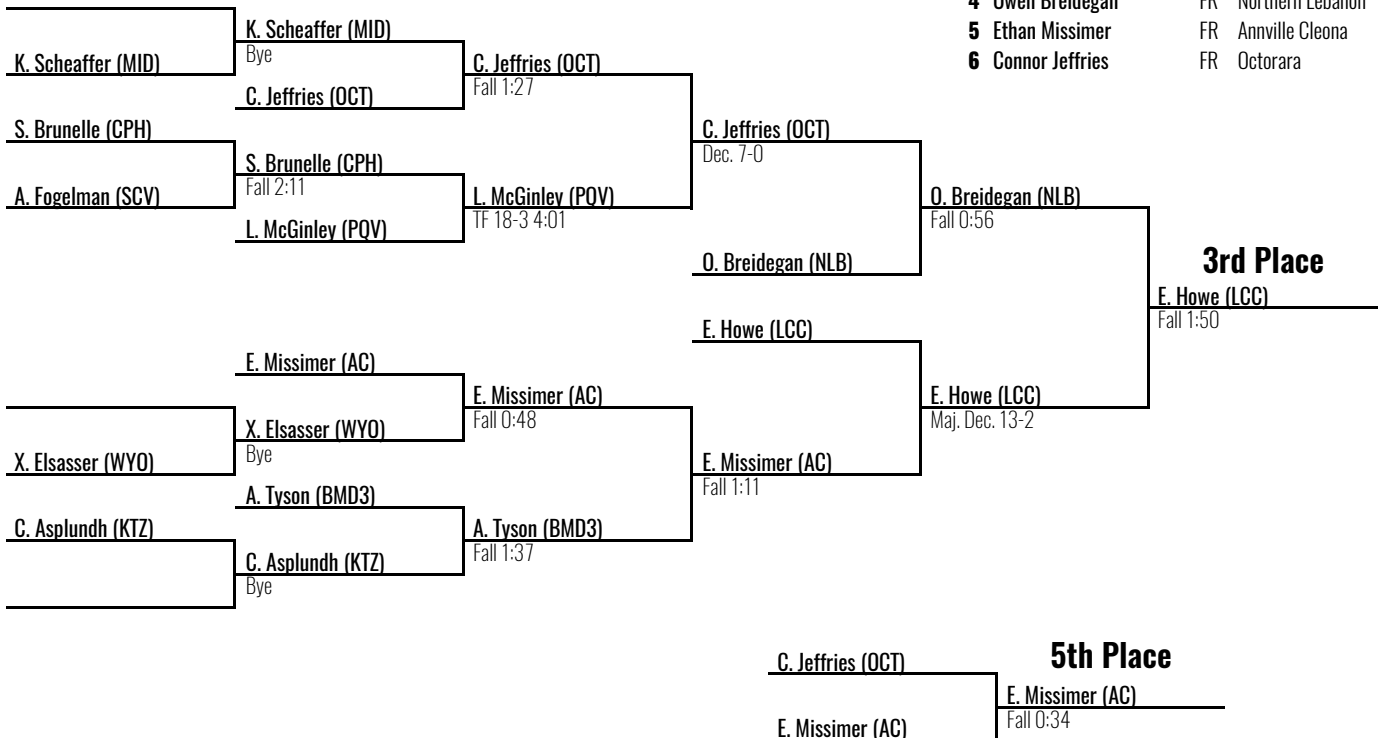 4 Owen Breidegan FR Northern Lebanon
5 Ethan Missimer FR Annville Cleona
6 Connor Jeffries FR Octorara
K. Scheaffer (MID)
K. Scheaffer (MID)
Bye
C. Jeffries (OCT)
C. Jeffries (OCT)
Fall 1:27
S. Brunelle (CPH)
A. Fogelman (SCV)
S. Brunelle (CPH)
Fall 2:11
L. McGinley (PQV)
L. McGinley (PQV)
TF 18-3 4:01
C. Jeffries (OCT)
Dec. 7-0
O. Breidegan (NLB)
O. Breidegan (NLB)
Fall 0:56
3rd Place
E. Howe (LCC)
Fall 1:50
E. Howe (LCC)
E. Howe (LCC)
Maj. Dec. 13-2
E. Missimer (AC)
E. Missimer (AC)
Fall 0:48
X. Elsasser (WYO)
X. Elsasser (WYO)
Bye
E. Missimer (AC)
Fall 1:11
A. Tyson (BMD3)
A. Tyson (BMD3)
Fall 1:37
C. Asplundh (KTZ)
C. Asplundh (KTZ)
Bye
5th Place
C. Jeffries (OCT)
E. Missimer (AC)
Fall 0:34
E. Missimer (AC)